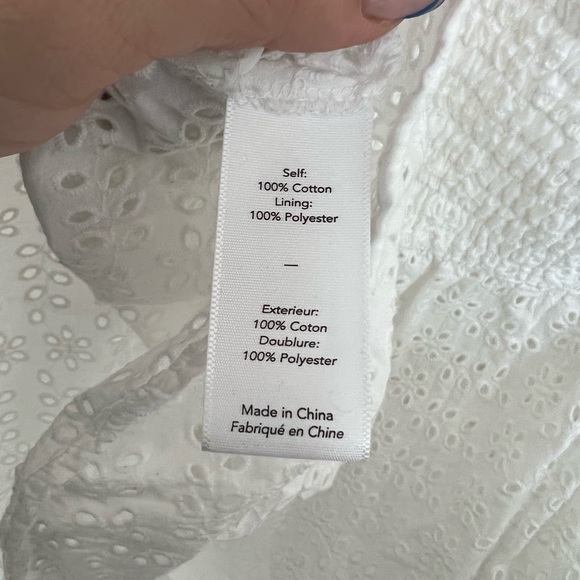 Self:
100% Cotton
Lining:
100% Polyester
—
Exterieur:
100% Coton
Doublure:
100% Polyester
Made in China
Fabriqué en Chine